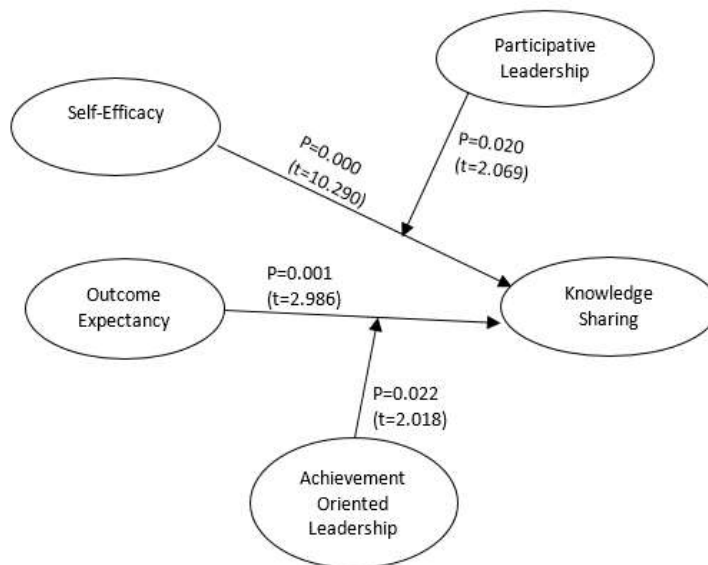 Participative
Leadership
Self-Efficacy
P=0.000
(t=10.290)
P=0.020
(t=2.069)
P=0.001
(t=2.986)
Outcome
Expectancy
Knowledge
Sharing
P=0.022
(t=2.018)
Achievement
Oriented
Leadership